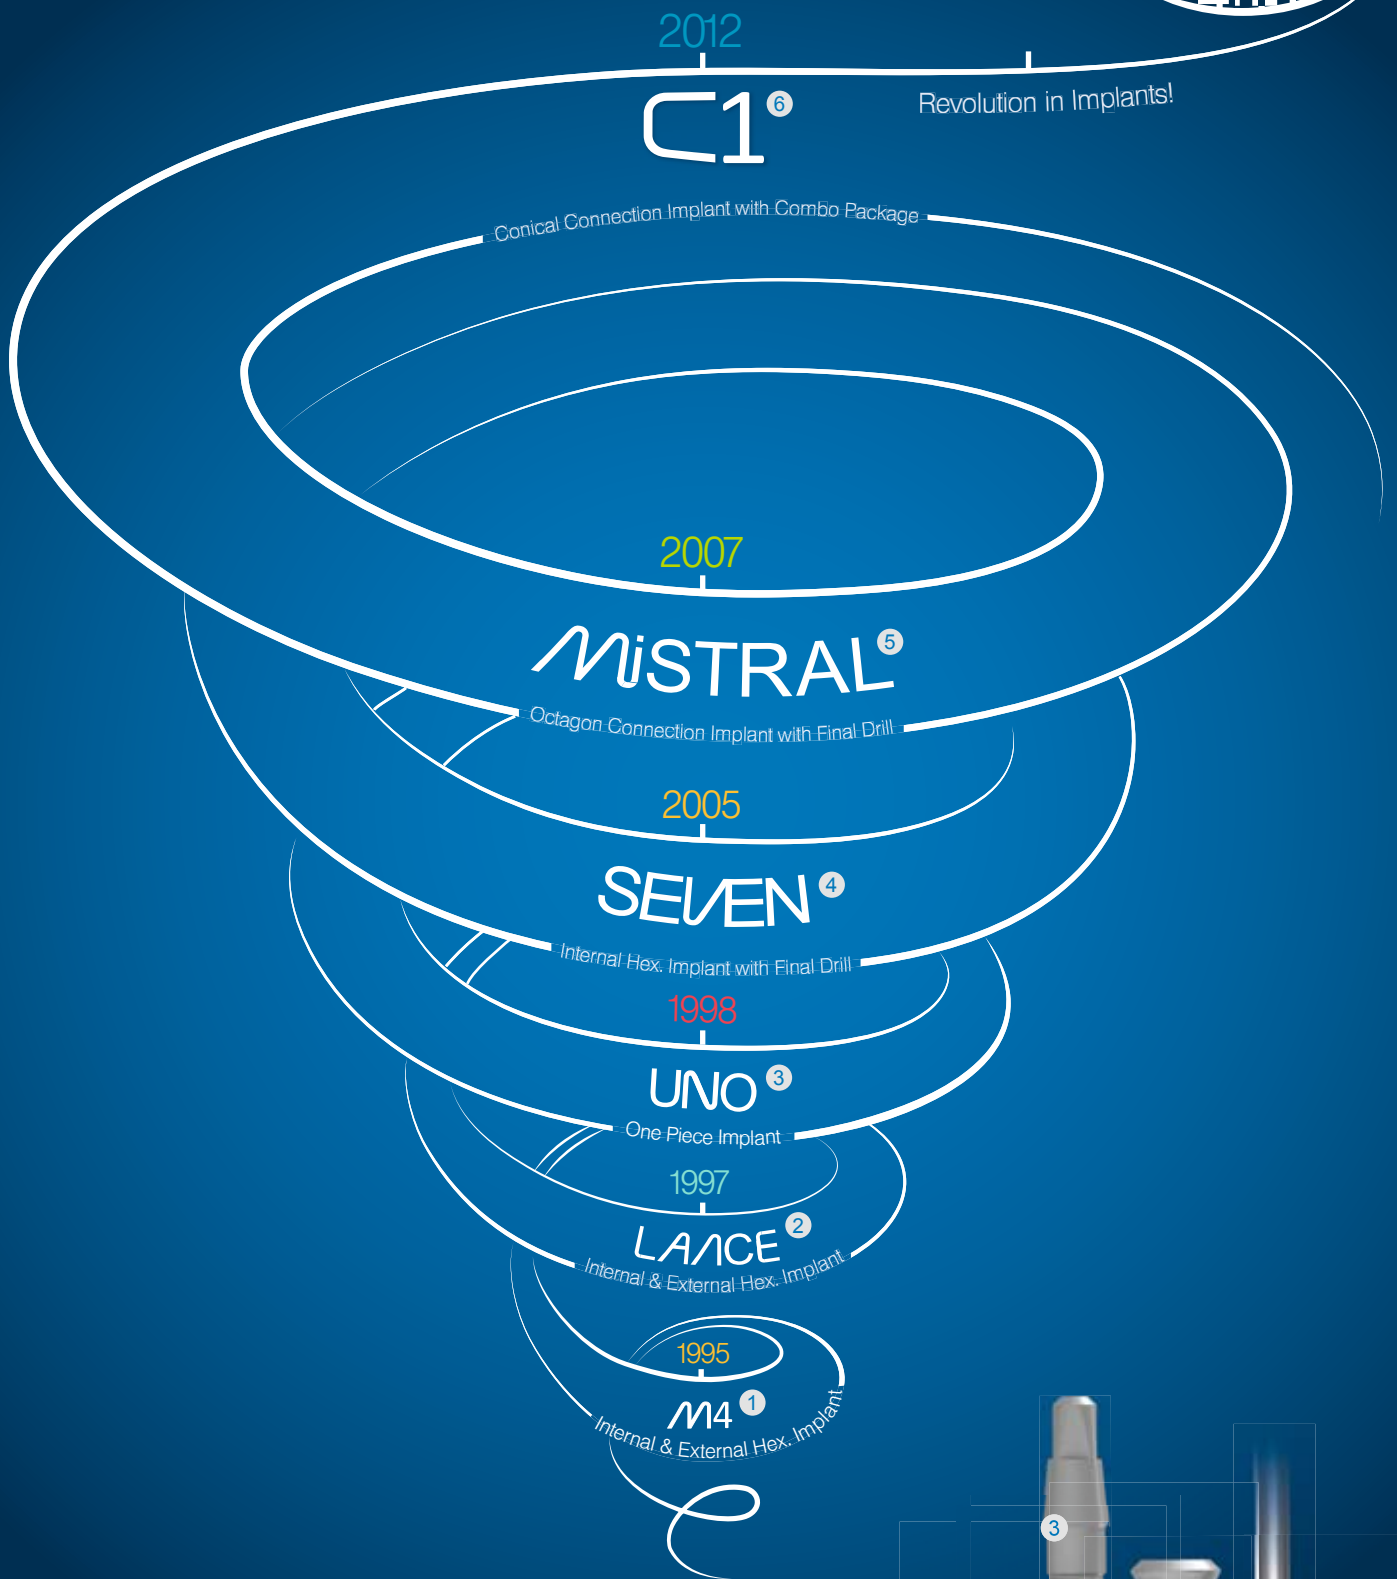 2012
C1 6
Revolution in Implants!
Conical Connection Implant with Combo Package
2007
MiSTRAL 5
Octagon Connection Implant with Final Drill
2005
SEVEN 4
Internal Hex. Implant with Final Drill
1998
UNO 3
One Piece Implant
1997
LANCE 2
Internal & External Hex. Implant
1995
M4 1
Internal & External Hex. Implant
3